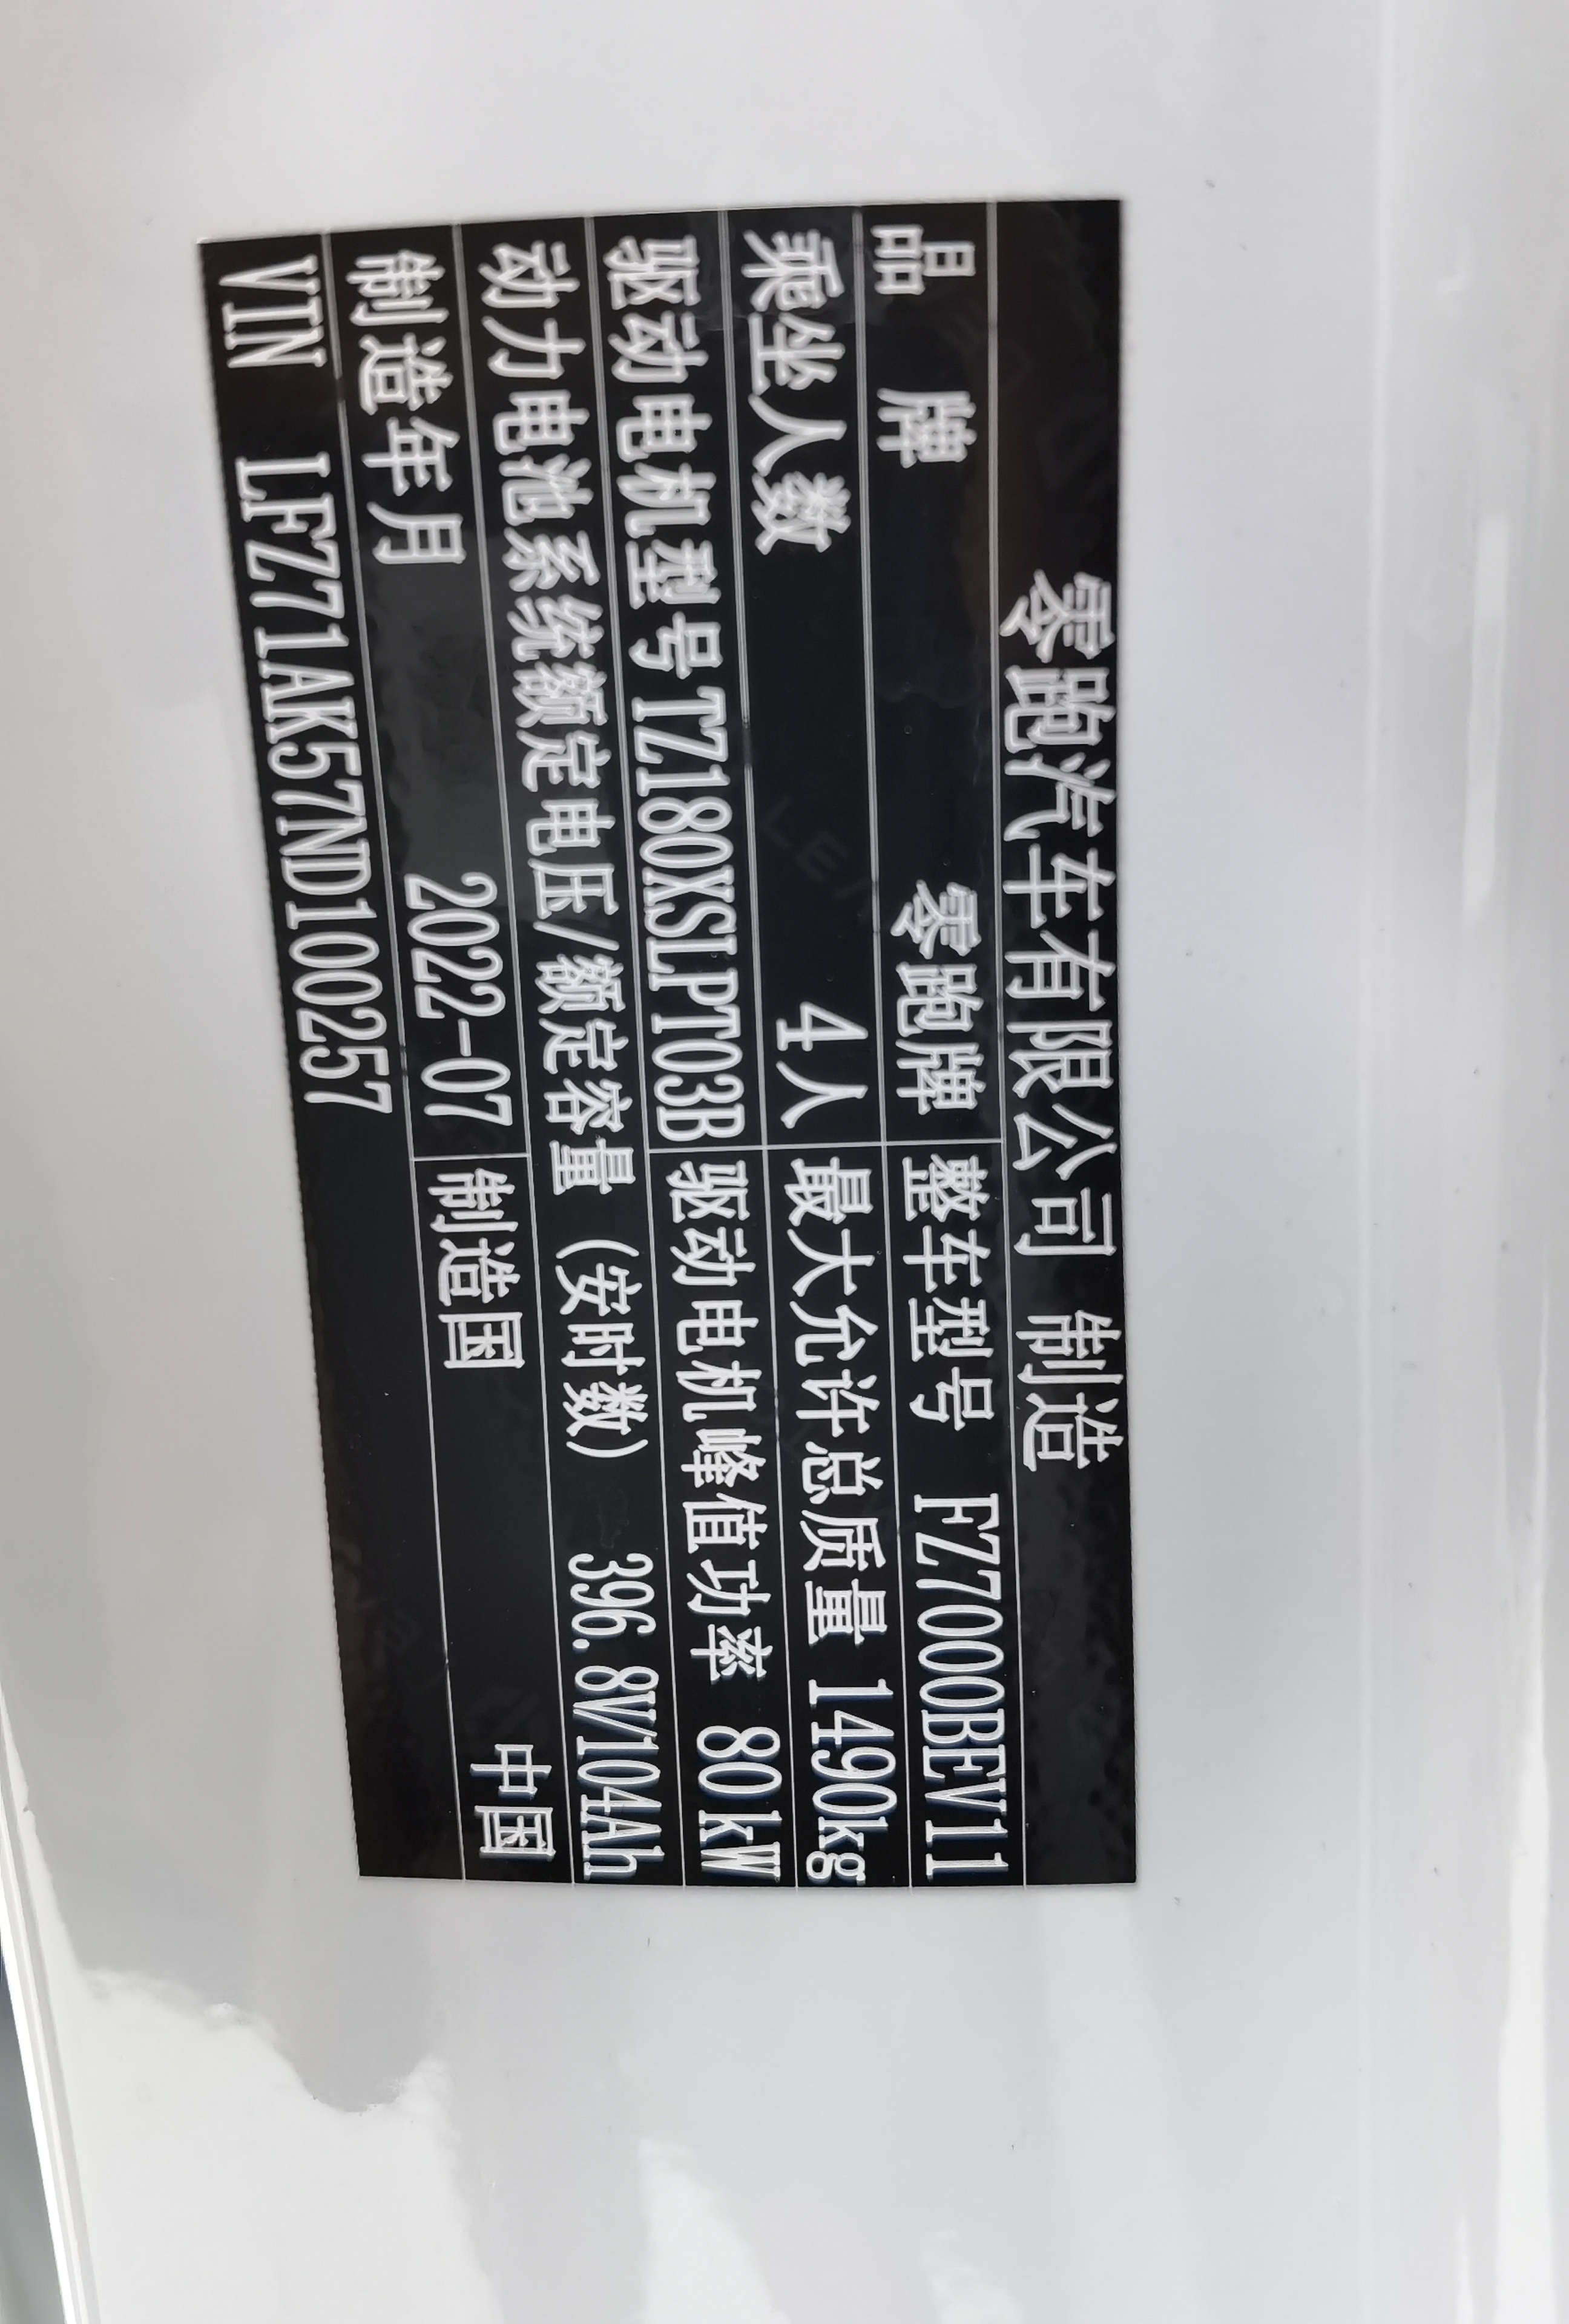 零跑汽车有限公司 制造
品 牌 零跑牌 整车型号 FZ7000BEV11
乘坐人数 4人 最大允许总质量 1490kg
驱动电机型号 TZ180XSLPT03B 驱动电机峰值功率 80kW
动力电池系统额定电压/额定容量（安时数） 396.8V/104Ah
制造年月 2022-07 制造国 中国
VIN LFZ71AK57ND100257